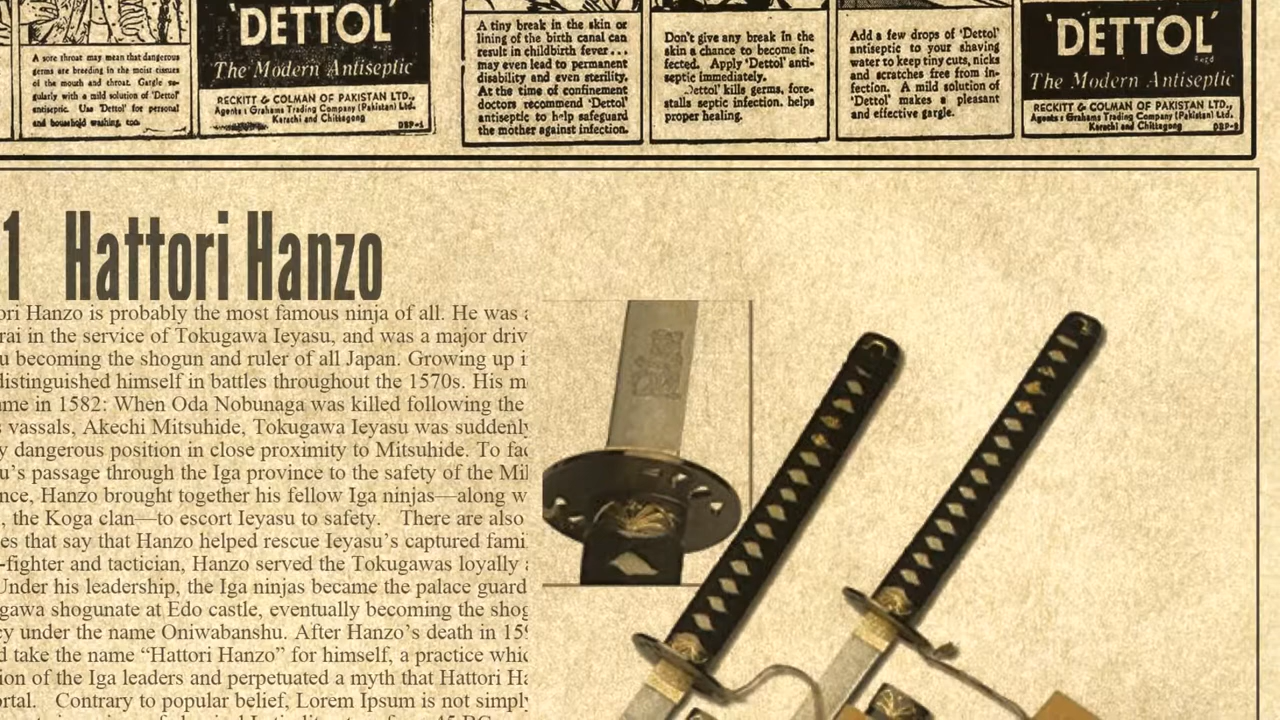 A sore throat may mean that dangerous
germs are breeding in the moist tissues
of the mouth and throat. Gargle re-
gularly with a mild solution of 'Dettol'
antiseptic. Use 'Dettol' for personal
and household washing, too.
'DETTOL'
The Modern Antiseptic
RECKITT & COLMAN OF PAKISTAN LTD.,
Agents : Grahams Trading Company (Pakistan) Ltd.
Karachi and Chittagong
DBP-1
A tiny break in the skin or
lining of the birth canal can
result in childbirth fever ...
may even lead to permanent
disability and even sterility.
At the time of confinement
doctors recommend 'Dettol'
antiseptic to help safeguard
the mother against infection.
Don't give any break in the
skin a chance to become in-
fected. Apply 'Dettol' anti-
septic immediately.
'Dettol' kills germs, fore-
stalls septic infection, helps
proper healing.
Add a few drops of 'Dettol'
antiseptic to your shaving
water to keep tiny cuts, nicks
and scratches free from in-
fection. A mild solution of
'Dettol' makes a pleasant
and effective gargle.
'DETTOL'
The Modern Antiseptic
RECKITT & COLMAN OF PAKISTAN LTD.,
Agents : Grahams Trading Company (Pakistan) Ltd.
Karachi and Chittagong
1 Hattori Hanzo
ori Hanzo is probably the most famous ninja of all. He was
rai in the service of Tokugawa Ieyasu, and was a major driv
u becoming the shogun and ruler of all Japan. Growing up i
distinguished himself in battles throughout the 1570s. His m
me in 1582: When Oda Nobunaga was killed following the
s vassals, Akechi Mitsuhide, Tokugawa Ieyasu was suddenly
y dangerous position in close proximity to Mitsuhide. To fac
u's passage through the Iga province to the safety of the Mi
nce, Hanzo brought together his fellow Iga ninjas—along w
, the Koga clan—to escort Ieyasu to safety. There are also
es that say that Hanzo helped rescue Ieyasu's captured fami
-fighter and tactician, Hanzo served the Tokugawas loyally
Under his leadership, the Iga ninjas became the palace guard
gawa shogunate at Edo castle, eventually becoming the shog
cy under the name Oniwabanshu. After Hanzo's death in 159
d take the name “Hattori Hanzo” for himself, a practice whic
ion of the Iga leaders and perpetuated a myth that Hattori Ha
ortal. Contrary to popular belief, Lorem Ipsum is not simply